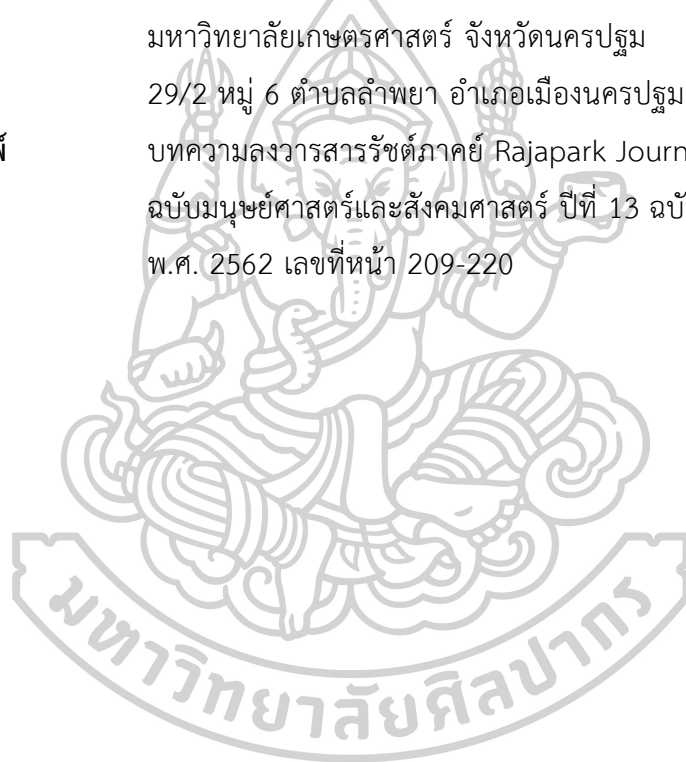 มหาวิทยาลัยเกษตรศาสตร์ จังหวัดนครปฐม
29/2 หมู่ 6 ตำบลลำพยา อำเภอเมืองนครปฐม
บทความลงวารสารรัชต์ภาคย์ Rajapark Journ
ฉบับมนุษย์ศาสตร์และสังคมศาสตร์ ปีที่ 13 ฉบั
พ.ศ. 2562 เลขที่หน้า 209-220
มหาวิทยาลัยศิลปากร